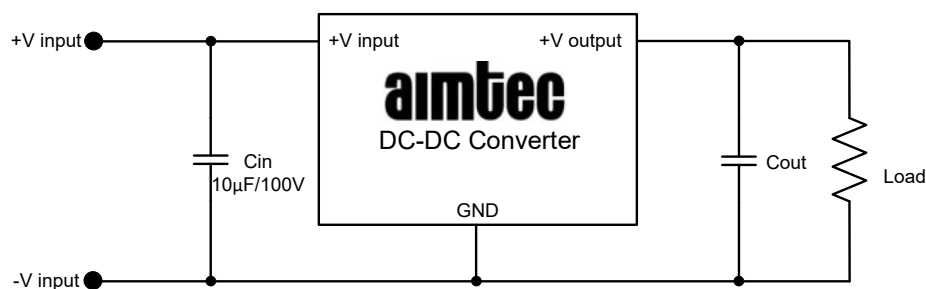 +V input
+V input
+V output
aimtec
DC-DC Converter
Cin
10µF/100V
Cout
Load
GND
-V input